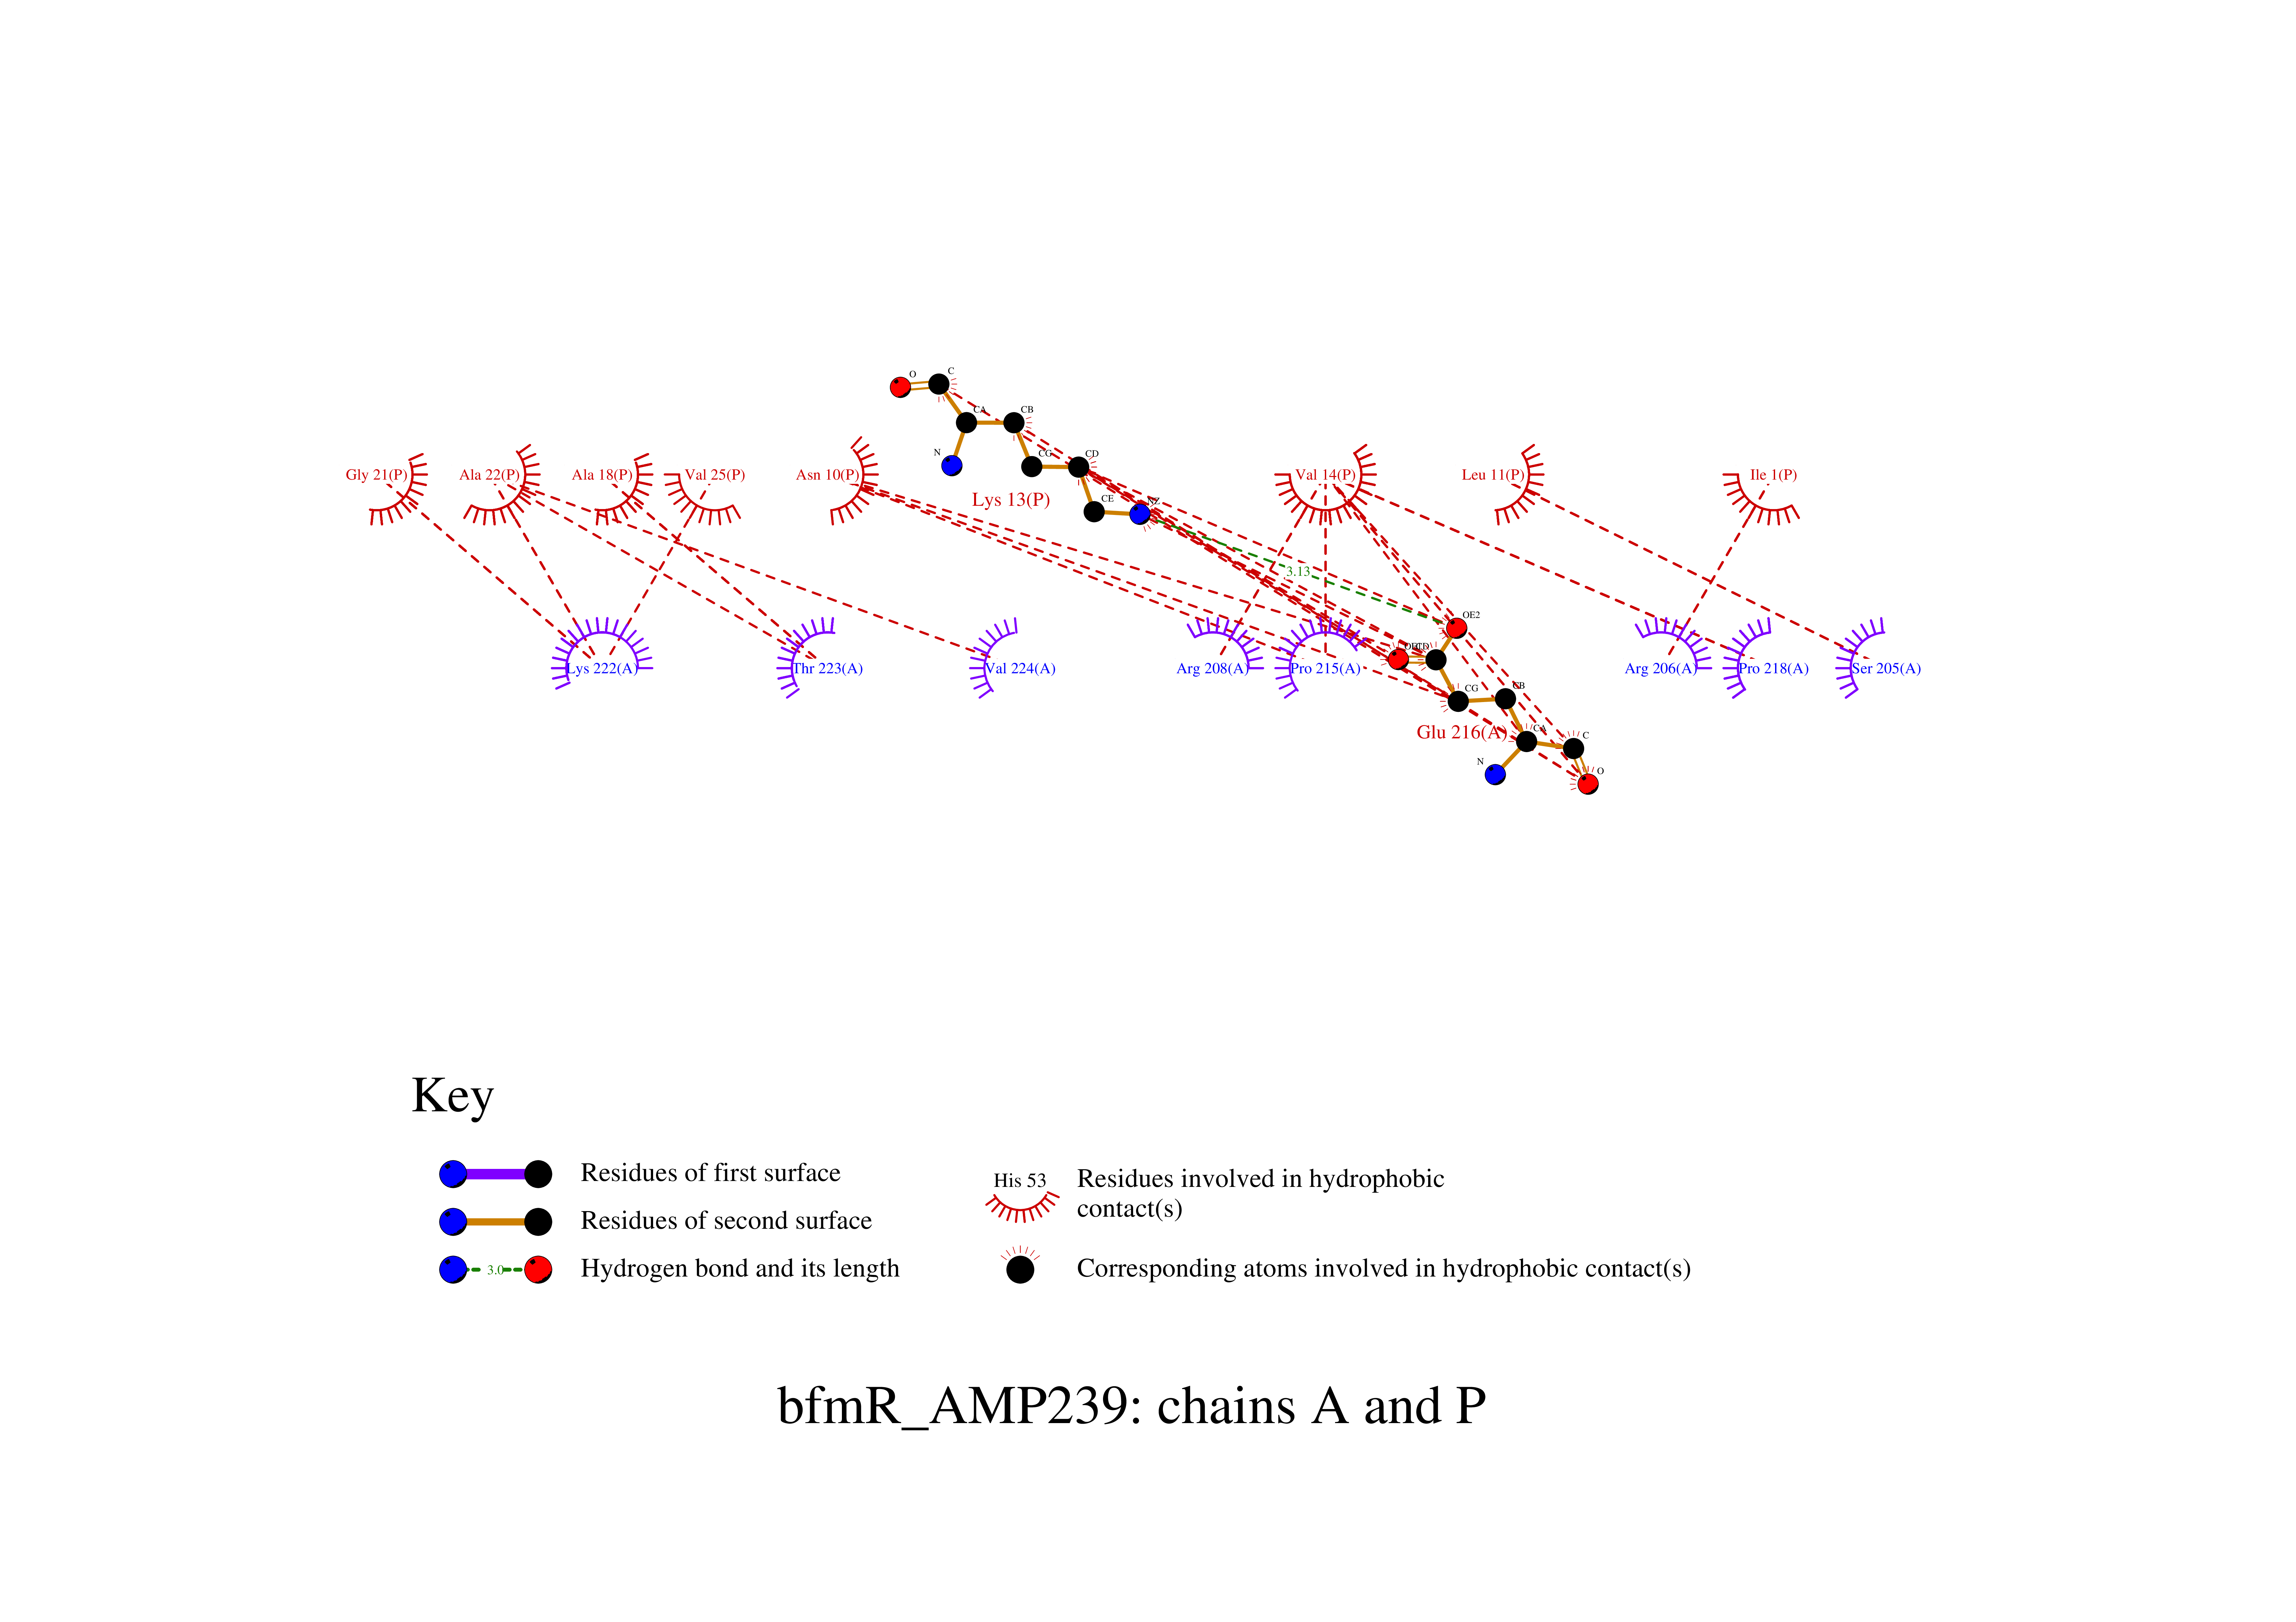 O C
CA CB
N CG CD
Gly 21(P) Ala 22(P) Ala 18(P) Val 25(P) Asn 10(P) Val 14(P) Leu 11(P) Ile 1(P)
Lys 13(P) CE NZ
3.13
OE2
Lys 222(A) Thr 223(A) Val 224(A) Arg 208(A) Pro 215(A) Arg 206(A) Pro 218(A) Ser 205(A)
CG CB
Glu 216(A) CA C
N O
Key
Residues of first surface
Residues of second surface
3.0 Hydrogen bond and its length
His 53 Residues involved in hydrophobic
contact(s)
Corresponding atoms involved in hydrophobic contact(s)
bfmR_AMP239: chains A and P